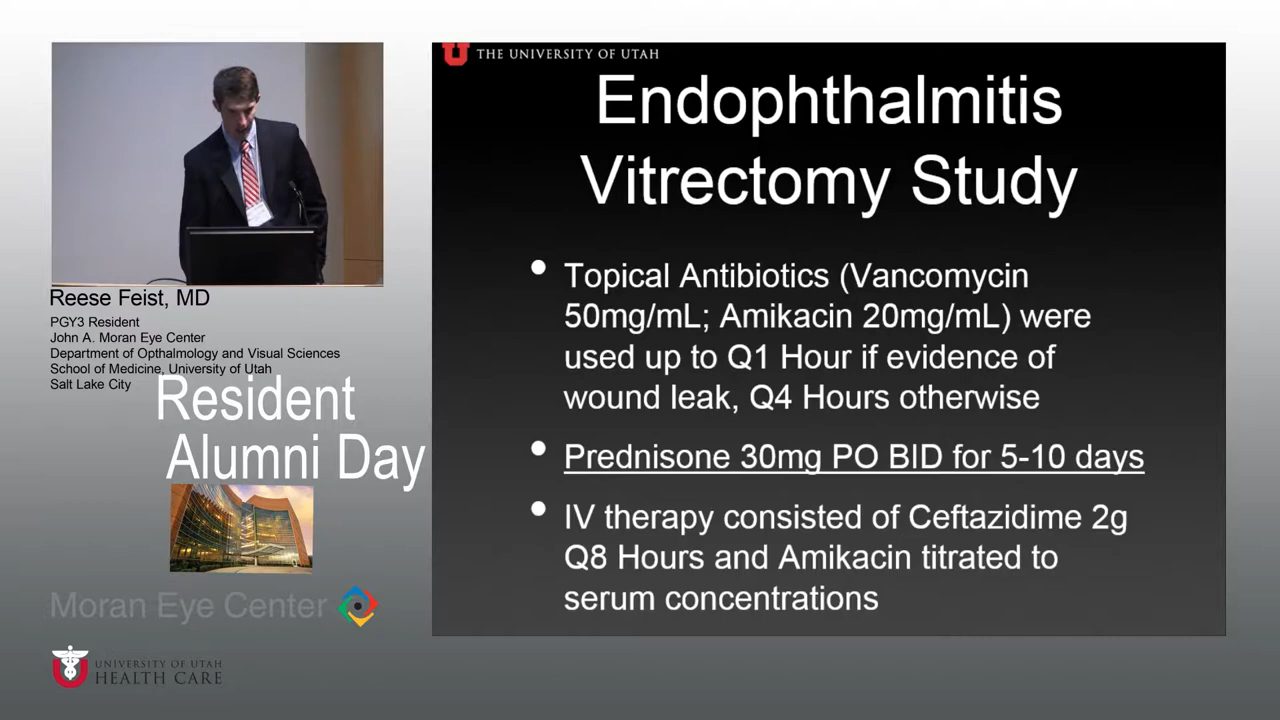 Reese Feist, MD
PGY3 Resident
John A. Moran Eye Center
Department of Opthalmology and Visual Sciences
School of Medicine, University of Utah
Salt Lake City
Resident
Alumni Day
Moran Eye Center
UNIVERSITY OF UTAH
HEALTH CARE
U THE UNIVERSITY OF UTAH
Endophthalmitis
Vitrectomy Study
• Topical Antibiotics (Vancomycin
50mg/mL; Amikacin 20mg/mL) were
used up to Q1 Hour if evidence of
wound leak, Q4 Hours otherwise
• Prednisone 30mg PO BID for 5-10 days
• IV therapy consisted of Ceftazidime 2g
Q8 Hours and Amikacin titrated to
serum concentrations